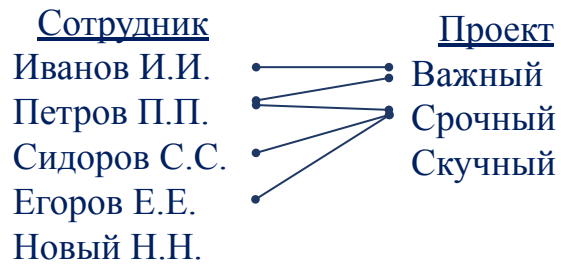 Сотрудник
Иванов И.И.
Петров П.П.
Сидоров С.С.
Егоров Е.Е.
Новый Н.Н.
Проект
Важный
Срочный
Скучный